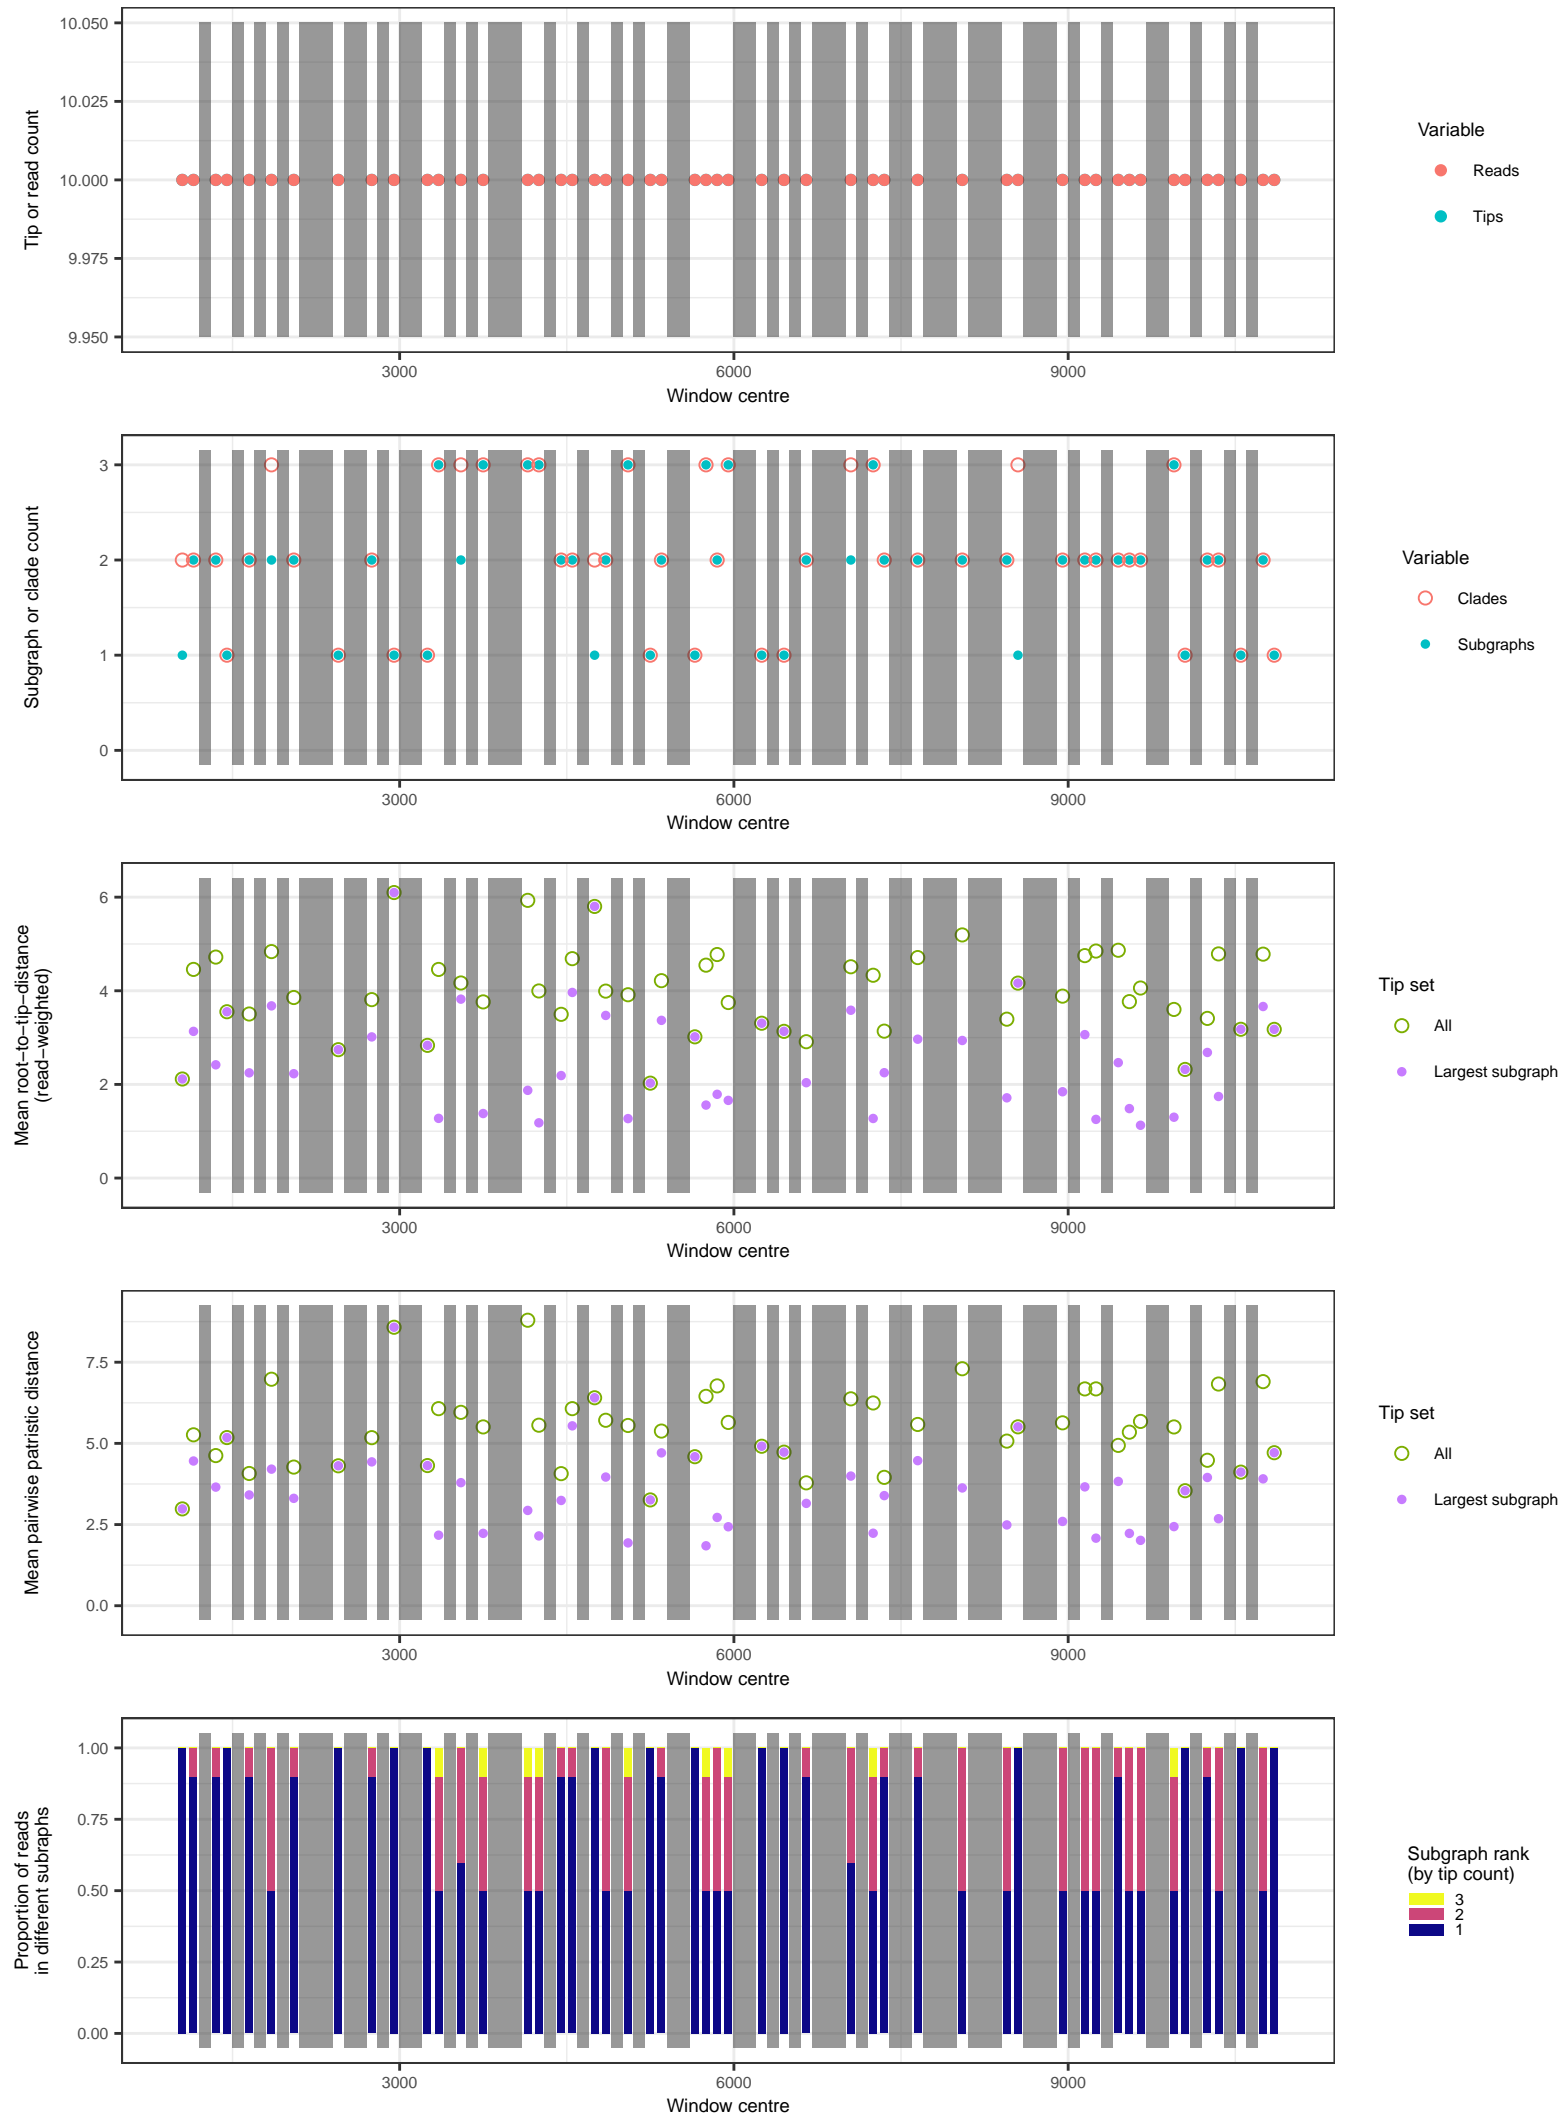 10.050
10.025
10.000
9.975
9.950
Tip or read count
3000
6000
9000
Window centre
Variable
Reads
Tips
3
2
1
0
Subgraph or clade count
3000
6000
9000
Window centre
Variable
Clades
Subgraphs
6
4
2
0
Mean root−to−tip−distance
(read−weighted)
3000
6000
9000
Window centre
Tip set
All
Largest subgraph
7.5
5.0
2.5
0.0
Mean pairwise patristic distance
3000
6000
9000
Window centre
Tip set
All
Largest subgraph
1.00
0.75
0.50
0.25
0.00
Proportion of reads
in different subraphs
3000
6000
9000
Window centre
Subgraph rank
(by tip count)
3
2
1